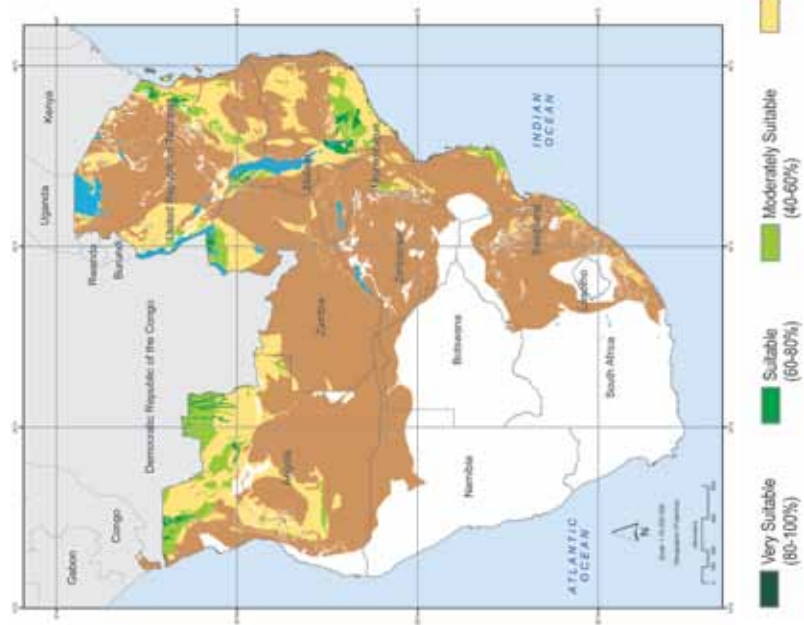 Gabon
Congo
Uganda
Kenya
Rwanda
Burundi
Democratic Republic of the Congo
United Republic of Tanzania
Angola
Zambia
Malawi
Mozambique
Zimbabwe
Namibia
Botswana
Swaziland
Lesotho
South Africa
ATLANTIC
OCEAN
INDIAN
OCEAN
N
Very Suitable
(80-100%)
Suitable
(60-80%)
Moderately Suitable
(40-60%)